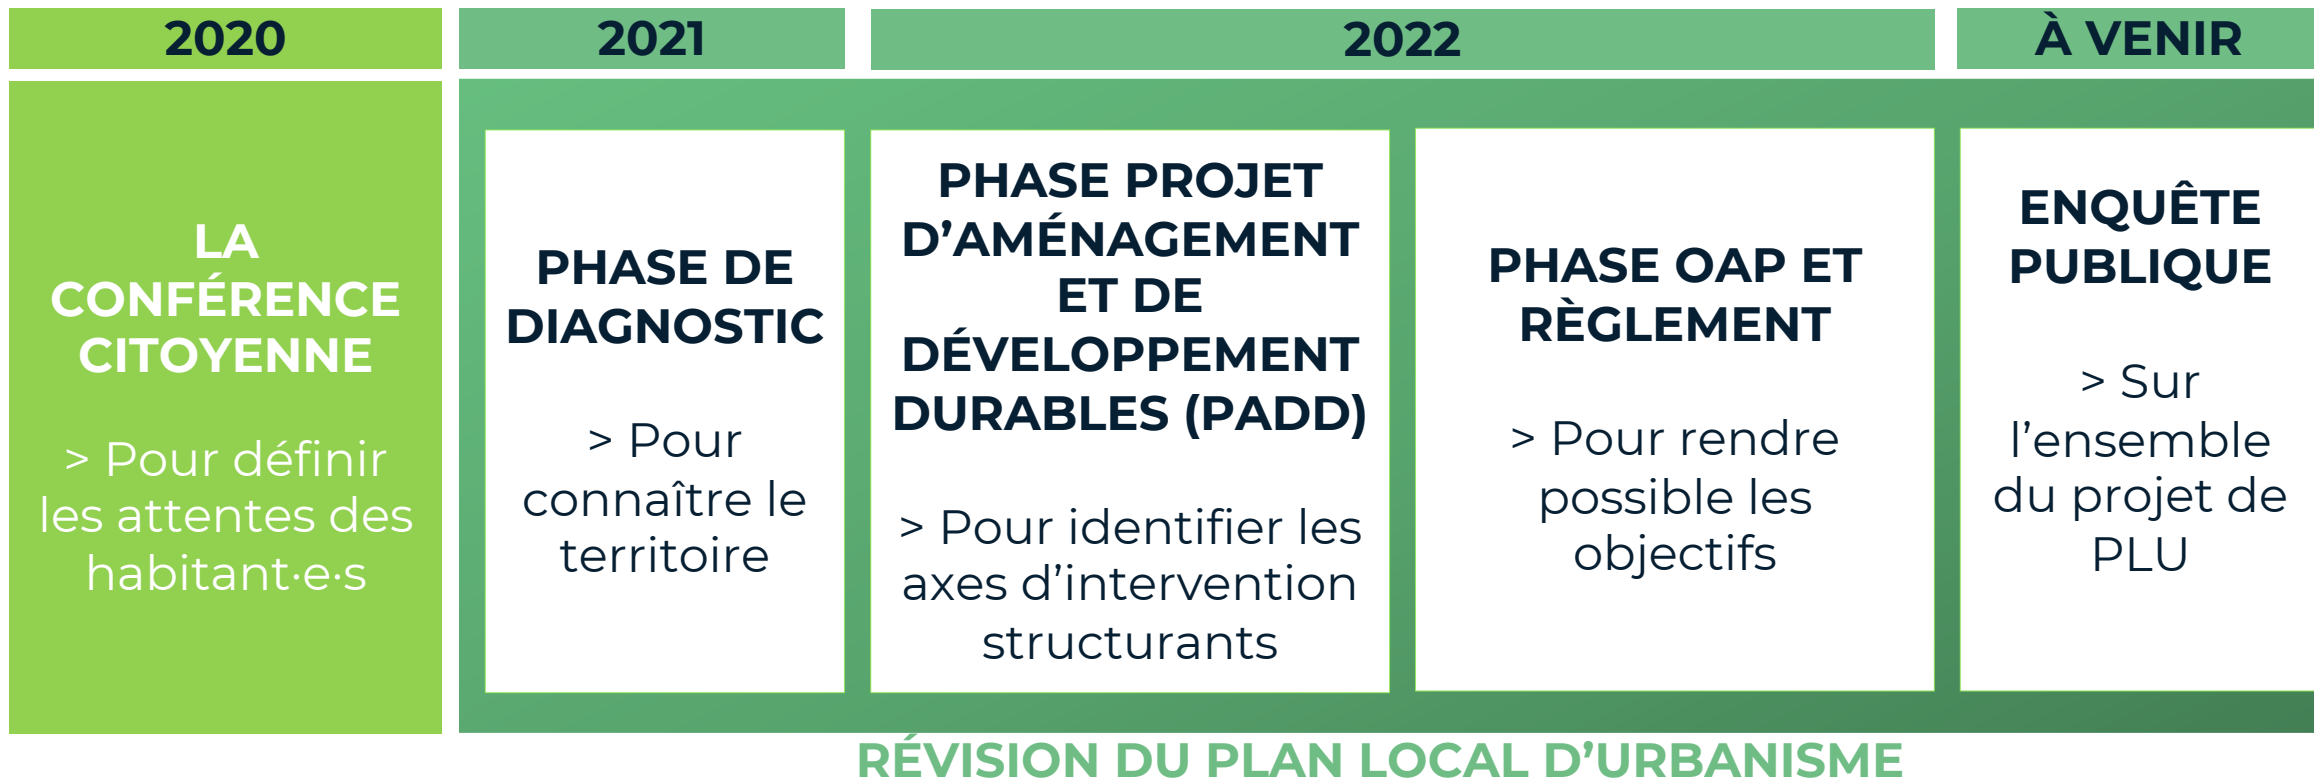 2020
LA
CONFÉRENCE
CITOYENNE
> Pour définir
les attentes des
habitant·e·s
2021
PHASE DE
DIAGNOSTIC
> Pour
connaître le
territoire
2022
PHASE PROJET
D’AMÉNAGEMENT
ET DE
DÉVELOPPEMENT
DURABLES (PADD)
> Pour identifier les
axes d’intervention
structurants
PHASE OAP ET
RÈGLEMENT
> Pour rendre
possible les
objectifs
À VENIR
ENQUÊTE
PUBLIQUE
> Sur
l’ensemble
du projet de
PLU
RÉVISION DU PLAN LOCAL D’URBANISME